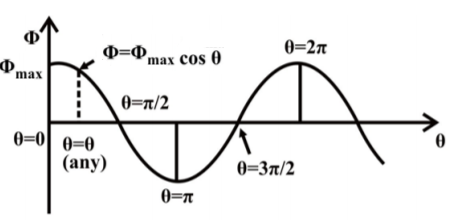 Φ
Φ=Φmax cos θ
θ=2π
Φmax
θ=π/2
θ=0
θ=θ
(any)
θ
θ=3π/2
θ=π